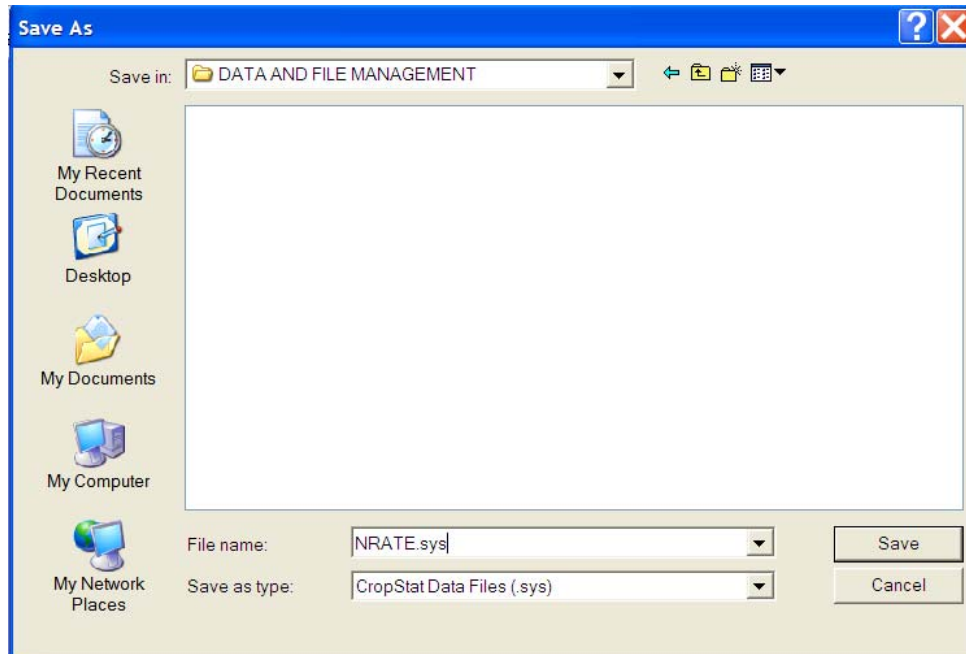 Save As
Save in: DATA AND FILE MANAGEMENT
My Recent
Documents
Desktop
My Documents
My Computer
My Network
Places
File name: NRATE.sys
Save
Save as type: CropStat Data Files (.sys)
Cancel